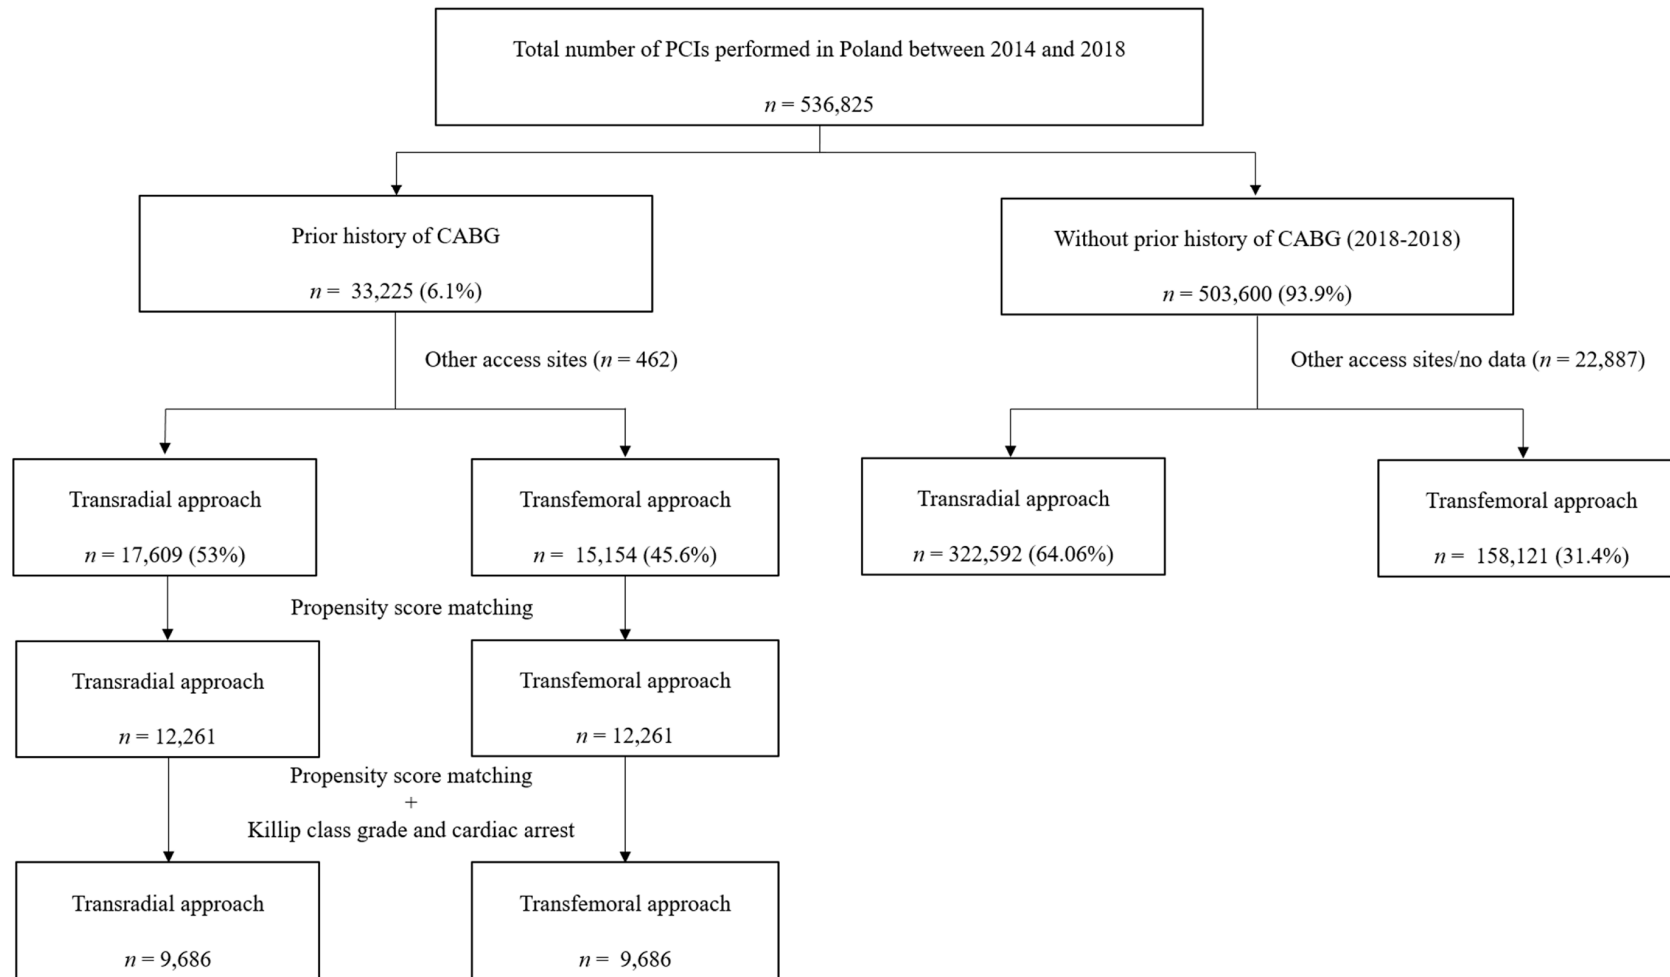 Total number of PCIs performed in Poland between 2014 and 2018
n = 536,825
Prior history of CABG
n = 33,225 (6.1%)
Without prior history of CABG (2018-2018)
n = 503,600 (93.9%)
Other access sites (n = 462)
Other access sites/no data (n = 22,887)
Transradial approach
n = 17,609 (53%)
Transfemoral approach
n = 15,154 (45.6%)
Transradial approach
n = 322,592 (64.06%)
Transfemoral approach
n = 158,121 (31.4%)
Propensity score matching
Transradial approach
n = 12,261
Transfemoral approach
n = 12,261
Propensity score matching
+
Killip class grade and cardiac arrest
Transradial approach
n = 9,686
Transfemoral approach
n = 9,686